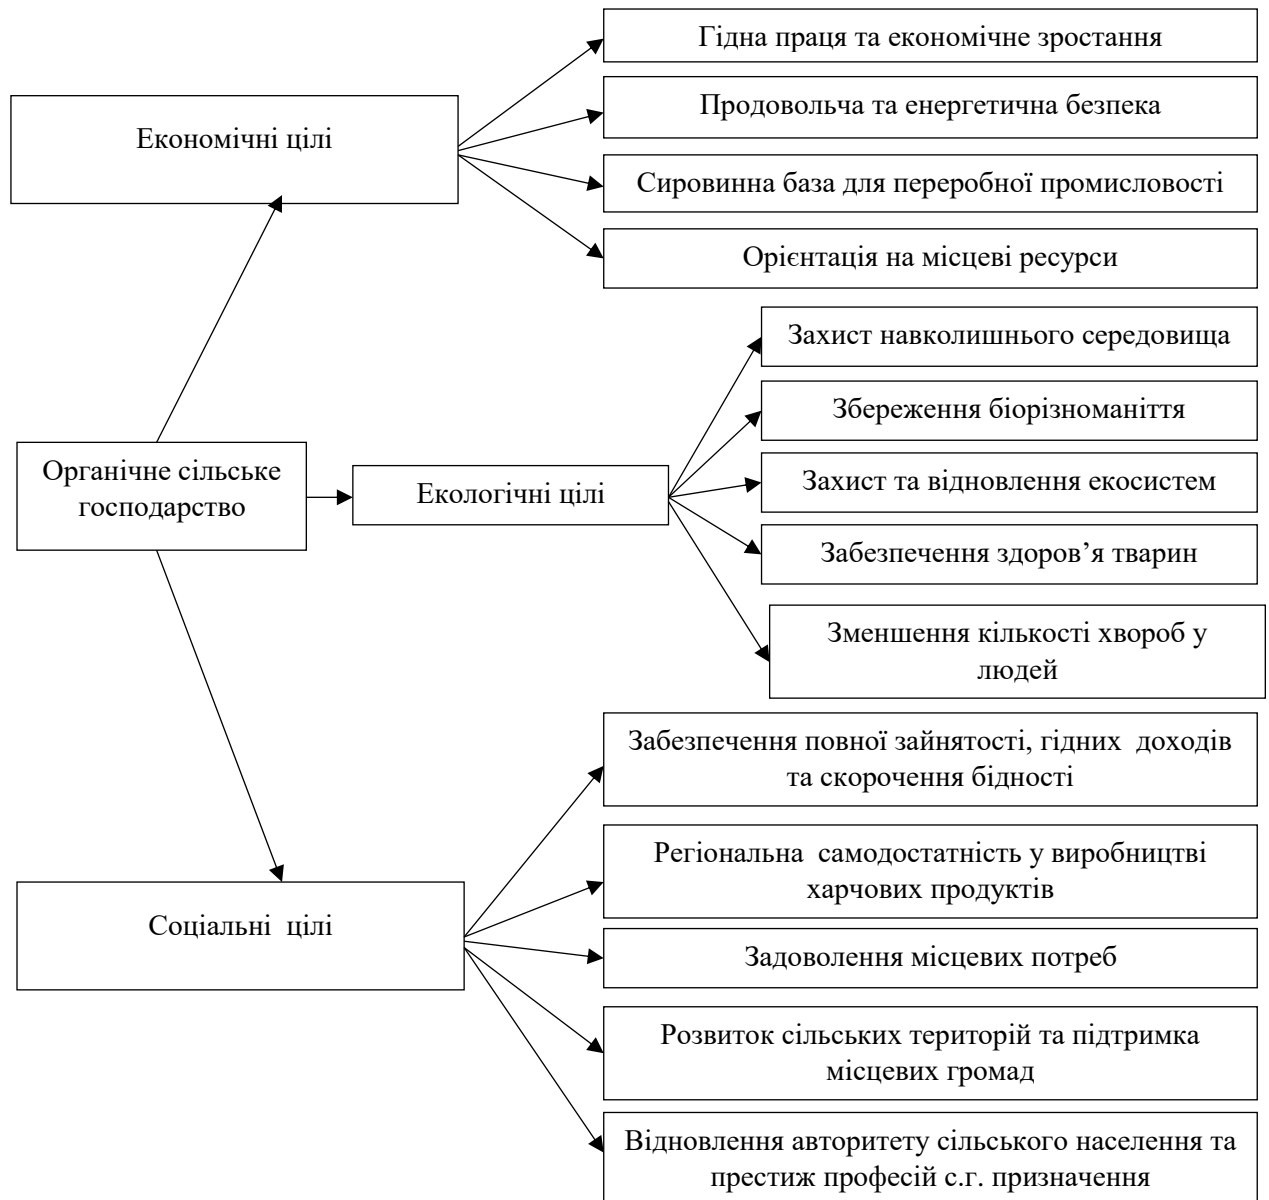 Гідна праця та економічне зростання
Продовольча та енергетична безпека
Економічні цілі
Сировинна база для переробної промисловості
Орієнтація на місцеві ресурси
Захист навколишнього середовища
Збереження біорізноманіття
Органічне сільське
господарство
Екологічні цілі
Захист та відновлення екосистем
Забезпечення здоров’я тварин
Зменшення кількості хвороб у
людей
Забезпечення повної зайнятості, гідних  доходів
та скорочення бідності
Регіональна  самодостатність у виробництві
харчових продуктів
Соціальні  цілі
Задоволення місцевих потреб
Розвиток сільських територій та підтримка
місцевих громад
Відновлення авторитету сільського населення та
престиж професій с.г. призначення